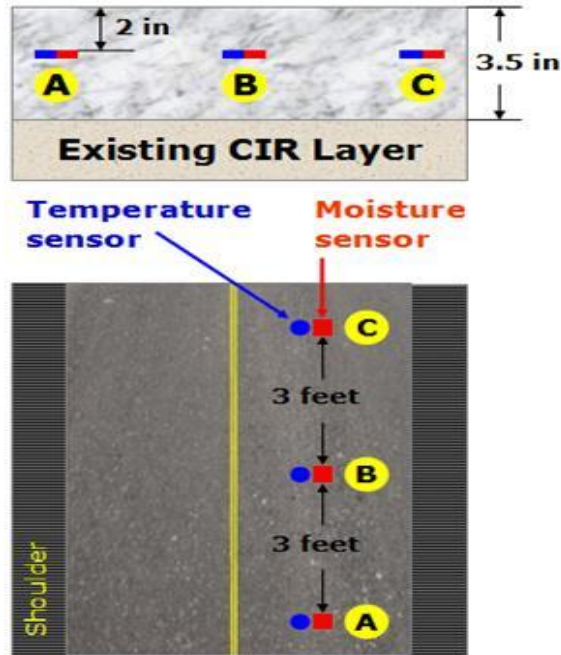 2 in
A
B
C
3.5 in
Existing CIR Layer
Temperature
sensor
Moisture
sensor
C
3 feet
B
3 feet
A
Shoulder